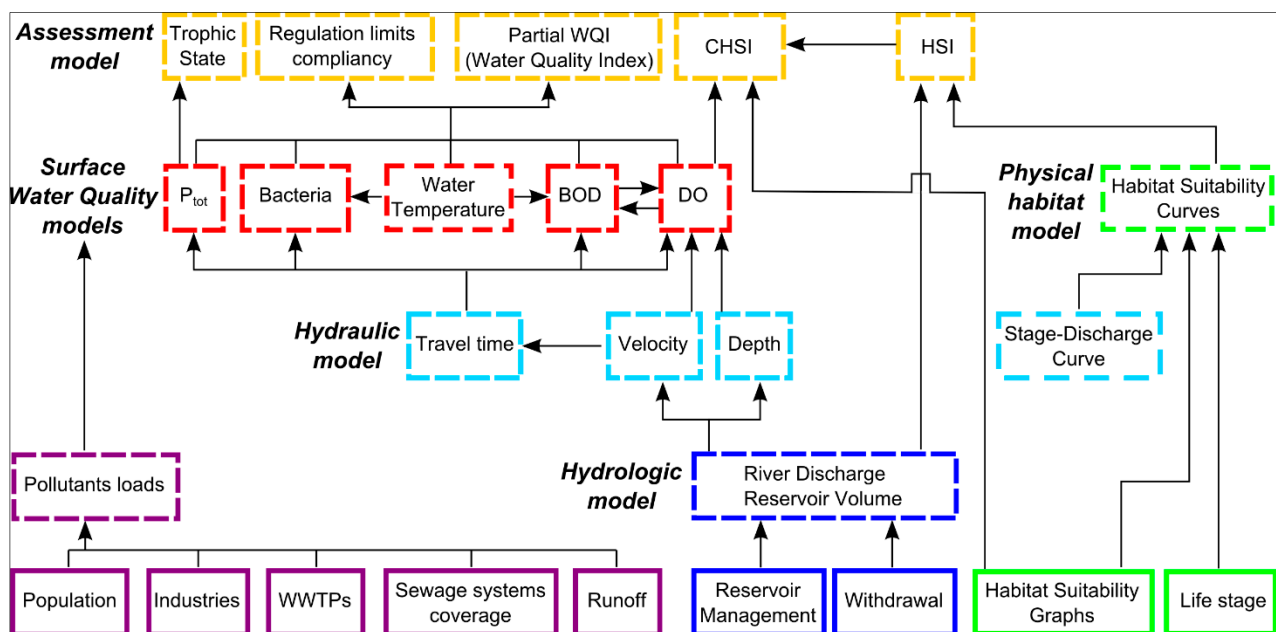 Assessment
model
Trophic
State
Regulation limits
compliancy
Partial WQI
(Water Quality Index)
CHSI
HSI
Surface
Water Quality
models
Ptot
Bacteria
Water
Temperature
BOD
DO
Physical
habitat
model
Habitat Suitability
Curves
Hydraulic
model
Travel time
Velocity
Depth
Stage-Discharge
Curve
Pollutants loads
Hydrologic
model
River Discharge
Reservoir Volume
Population
Industries
WWTPs
Sewage systems
coverage
Runoff
Reservoir
Management
Withdrawal
Habitat Suitability
Graphs
Life stage